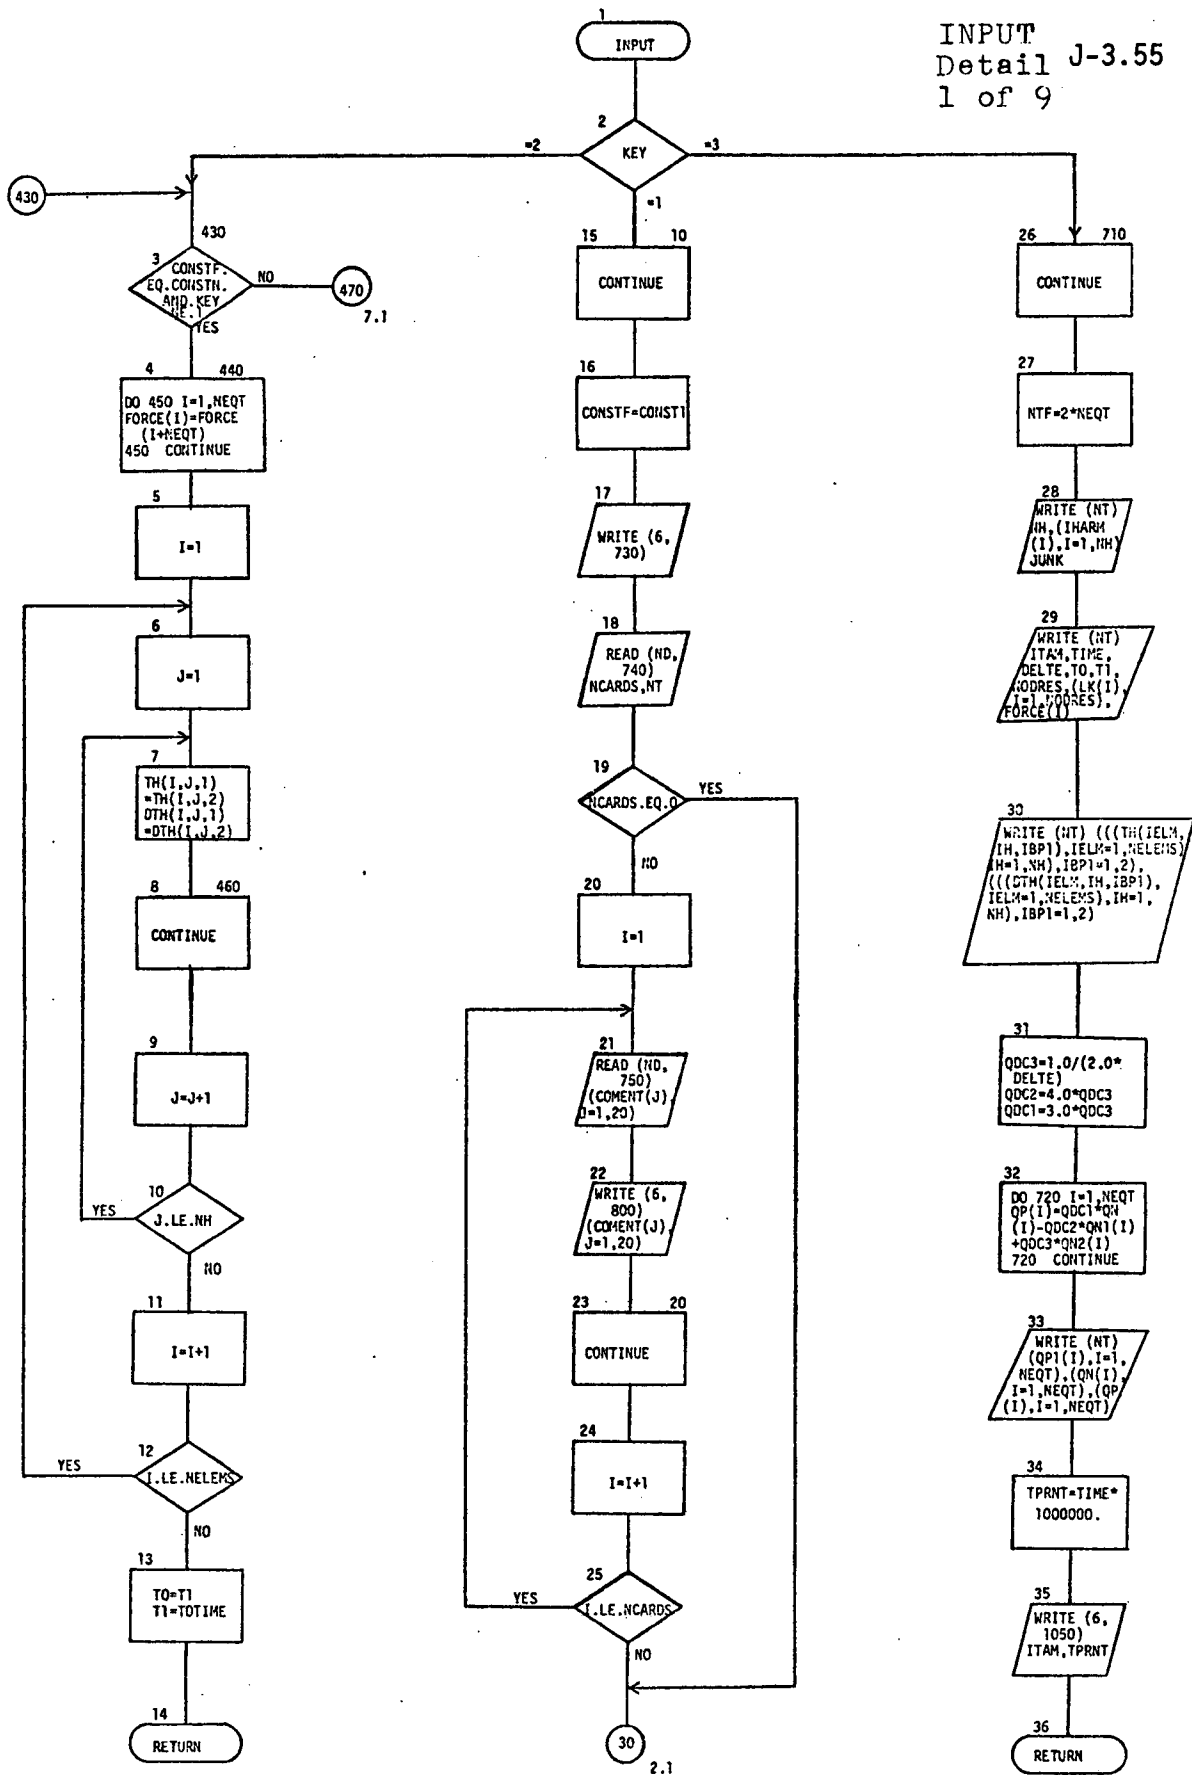 INPUT
Detail J-3.55
1 of 9
1
INPUT
2
KEY
=2
=3
=1
430
430
3
CONSTF.
EQ.CONSTN.
AND.KEY
NE.1
NO
470
7.1
YES
4 440
DO 450 I=1,NEQT
FORCE(I)=FORCE
(I+NEQT)
450 CONTINUE
5
I=1
6
J=1
7
TH(I,J,1)
=TH(I,J,2)
DTH(I,J,1)
=DTH(I,J,2)
8 460
CONTINUE
9
J=J+1
10
J.LE.NH
YES
NO
11
I=I+1
12
I.LE.NELEMS
YES
NO
13
TO=T1
T1=TOTIME
14
RETURN
15 10
CONTINUE
16
CONSTF=CONST1
17
WRITE (6,
730)
18
READ (ND,
740)
NCARDS,NT
19
NCARDS.EQ.0
YES
NO
20
I=1
21
READ (ND,
750)
(COMENT(J),
J=1,20)
22
WRITE (6,
800)
(COMENT(J),
J=1,20)
23 20
CONTINUE
24
I=I+1
25
I.LE.NCARDS
YES
NO
30
2.1
26 710
CONTINUE
27
NTF=2*NEQT
28
WRITE (NT)
NH,(IHARM
(I),I=1,NH)
JUNK
29
WRITE (NT)
ITAM,TIME,
DELTE,TO,T1,
NODRES,(LK(I),
I=1,NODRES),
FORCE(I)
30
WRITE (NT) (((TH(IELM,
IH,IBP1),IELM=1,NELEMS)
IH=1,NH),IBP1=1,2),
(((DTH(IELM,IH,IBP1),
IELM=1,NELEMS),IH=1,
NH),IBP1=1,2)
31
QDC3=1.0/(2.0*
DELTE)
QDC2=4.0*QDC3
QDC1=3.0*QDC3
32
DO 720 I=1,NEQT
QP(I)=QDC1*QN
(I)-QDC2*QN1(I)
+QDC3*QN2(I)
720 CONTINUE
33
WRITE (NT)
(QP1(I),I=1,
NEQT),(QN(I),
I=1,NEQT),(QP
(I),I=1,NEQT)
34
TPRNT=TIME*
1000000.
35
WRITE (6,
1050)
ITAM,TPRNT
36
RETURN